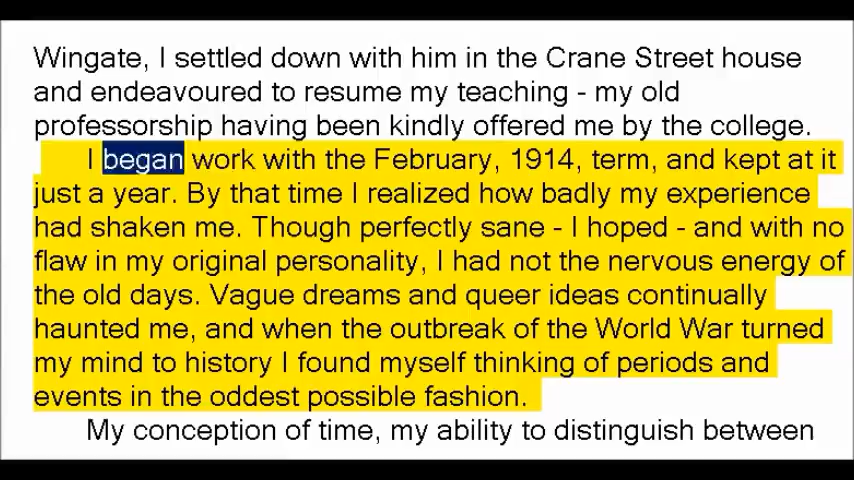 Wingate, I settled down with him in the Crane Street house
and endeavoured to resume my teaching - my old
professorship having been kindly offered me by the college.
I began work with the February, 1914, term, and kept at it
just a year. By that time I realized how badly my experience
had shaken me. Though perfectly sane - I hoped - and with no
flaw in my original personality, I had not the nervous energy of
the old days. Vague dreams and queer ideas continually
haunted me, and when the outbreak of the World War turned
my mind to history I found myself thinking of periods and
events in the oddest possible fashion.
My conception of time, my ability to distinguish between